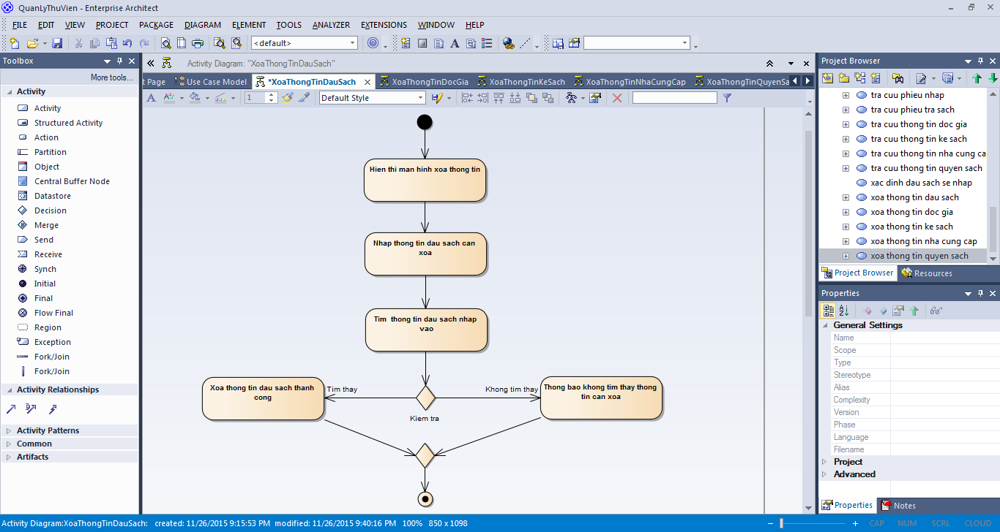 QuanLyThuVien - Enterprise Architect
FILE EDIT VIEW PROJECT PACKAGE DIAGRAM ELEMENT TOOLS ANALYZER EXTENSIONS WINDOW HELP
<default>
Toolbox
More tools...
Activity
Activity
Structured Activity
Action
Partition
Object
Central Buffer Node
Datastore
Decision
Merge
Send
Receive
Synch
Initial
Final
Flow Final
Region
Exception
Fork/Join
Fork/Join
Activity Relationships
Activity Patterns
Common
Artifacts
Activity Diagram: "XoaThongTinDauSach"
t Page Use Case Model *XoaThongTinDauSach XoaThongTinDocGia XoaThongTinKeSach XoaThongTinNhaCungCap XoaThongTinQuyenSa
1 Default Style
Hien thi man hinh xoa thong tin
Nhap thong tin dau sach can
xoa
Tim thong tin dau sach nhap
vao
Xoa thong tin dau sach thanh
cong
Tim thay
Khong tim thay
Thong bao khong tim thay thong
tin can xoa
Kiem tra
Project Browser
tra cuu phieu nhap
tra cuu phieu tra sach
tra cuu thong tin doc gia
tra cuu thong tin ke sach
tra cuu thong tin nha cung ca
tra cuu thong tin quyen sach
xac dinh dau sach se nhap
xoa thong tin dau sach
xoa thong tin doc gia
xoa thong tin ke sach
xoa thong tin nha cung cap
xoa thong tin quyen sach
Project Browser Resources
Properties
General Settings
Name
Scope
Type
Stereotype
Alias
Complexity
Version
Phase
Language
Filename
Project
Advanced
Properties Notes
Activity Diagram:XoaThongTinDauSach: created: 11/26/2015 9:15:53 PM modified: 11/26/2015 9:40:16 PM 100% 850 x 1098 CAP NUM SCRL CLOUD